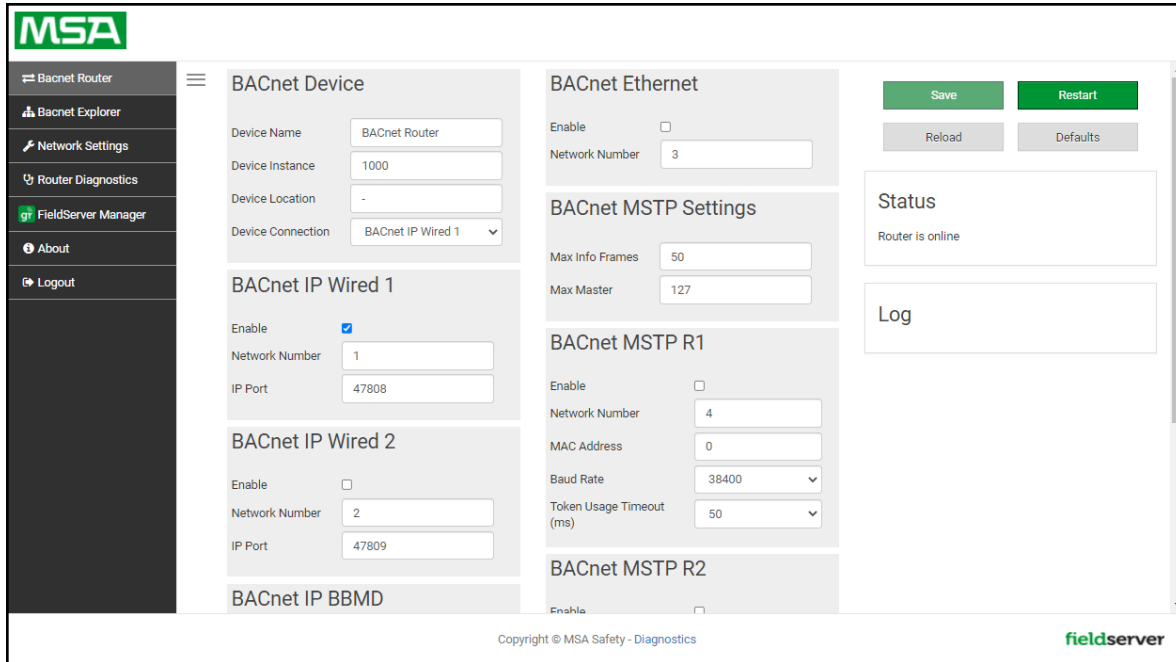 MSA
Bacnet Router
Bacnet Explorer
Network Settings
Router Diagnostics
gr FieldServer Manager
About
Logout
BACnet Device
Device Name BACnet Router
Device Instance 1000
Device Location -
Device Connection BACnet IP Wired 1
BACnet IP Wired 1
Enable
Network Number 1
IP Port 47808
BACnet IP Wired 2
Enable
Network Number 2
IP Port 47809
BACnet IP BBMD
BACnet Ethernet
Enable
Network Number 3
BACnet MSTP Settings
Max Info Frames 50
Max Master 127
BACnet MSTP R1
Enable
Network Number 4
MAC Address 0
Baud Rate 38400
Token Usage Timeout
(ms) 50
BACnet MSTP R2
Enable
Save Restart
Reload Defaults
Status
Router is online
Log
Copyright © MSA Safety - Diagnostics
fieldserver